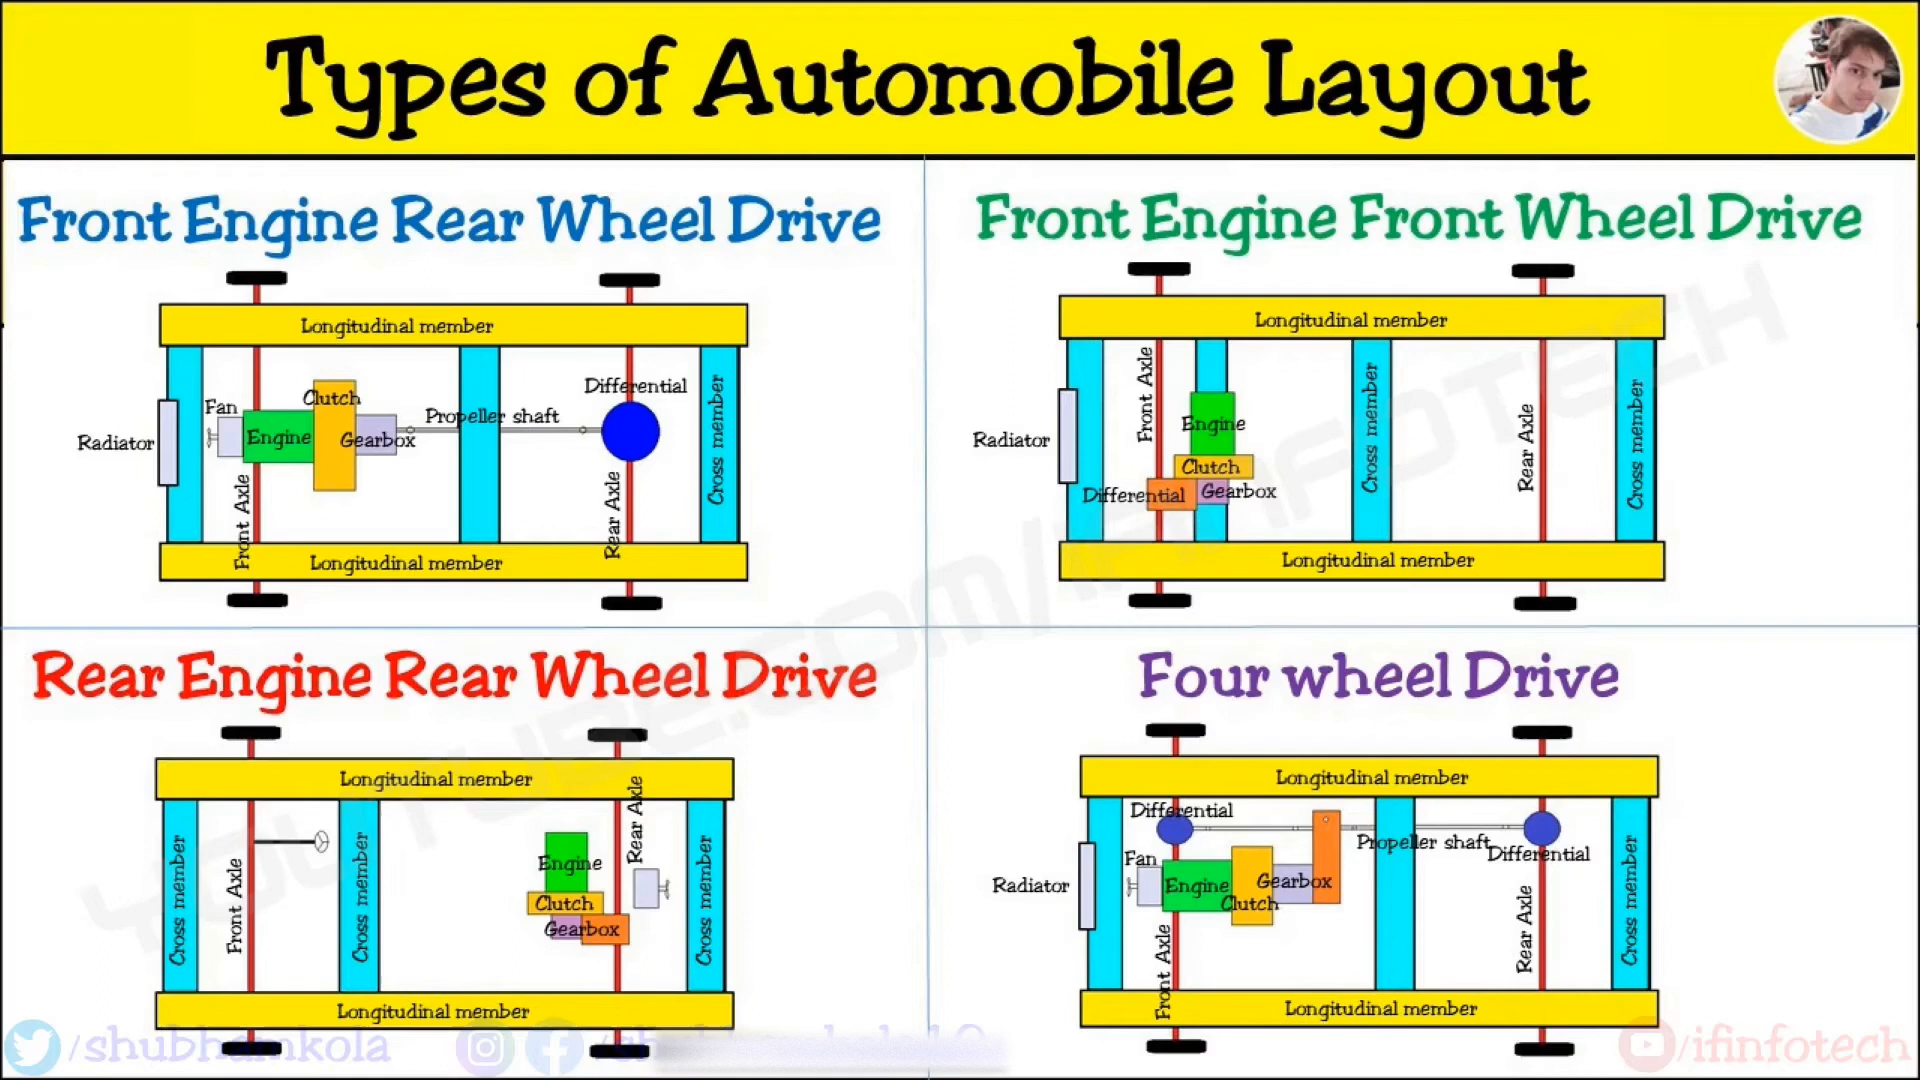 Types of Automobile Layout
Front Engine Rear Wheel Drive
Longitudinal member
Differential
Clutch
Fan
Propeller shaft
Radiator
Engine
Gearbox
Cross member
Front Axle
Rear Axle
Longitudinal member
Front Engine Front Wheel Drive
Longitudinal member
Front Axle
Engine
Radiator
Cross member
Rear Axle
Cross member
Clutch
Differential
Gearbox
Longitudinal member
Rear Engine Rear Wheel Drive
Longitudinal member
Rear Axle
Engine
Cross member
Front Axle
Cross member
Clutch
Gearbox
Cross member
Longitudinal member
Four wheel Drive
Longitudinal member
Differential
Propeller shaft
Differential
Fan
Radiator
Engine
Gearbox
Clutch
Front Axle
Rear Axle
Cross member
Longitudinal member
YOUTUBE.COM/IFINFOTECH
/shubhamkola
/ifinfotech